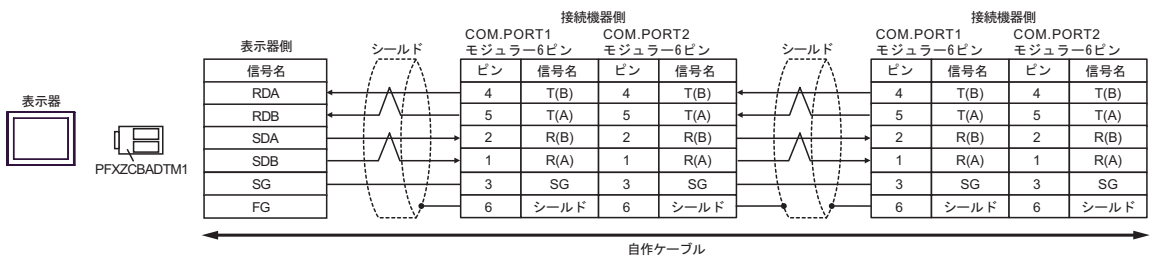 接続機器側
接続機器側
COM.PORT1 COM.PORT2
COM.PORT1 COM.PORT2
表示器側 シールド モジュラー6ピン モジュラー6ピン シールド モジュラー6ピン モジュラー6ピン
信号名 ピン 信号名 ピン 信号名 ピン 信号名 ピン 信号名
RDA 4 T(B) 4 T(B) 4 T(B) 4 T(B)
表示器
RDB 5 T(A) 5 T(A) 5 T(A) 5 T(A)
SDA 2 R(B) 2 R(B) 2 R(B) 2 R(B)
SDB 1 R(A) 1 R(A) 1 R(A) 1 R(A)
PFXZCBADTM1
SG 3 SG 3 SG 3 SG 3 SG
FG 6 シールド 6 シールド 6 シールド 6 シールド
自作ケーブル